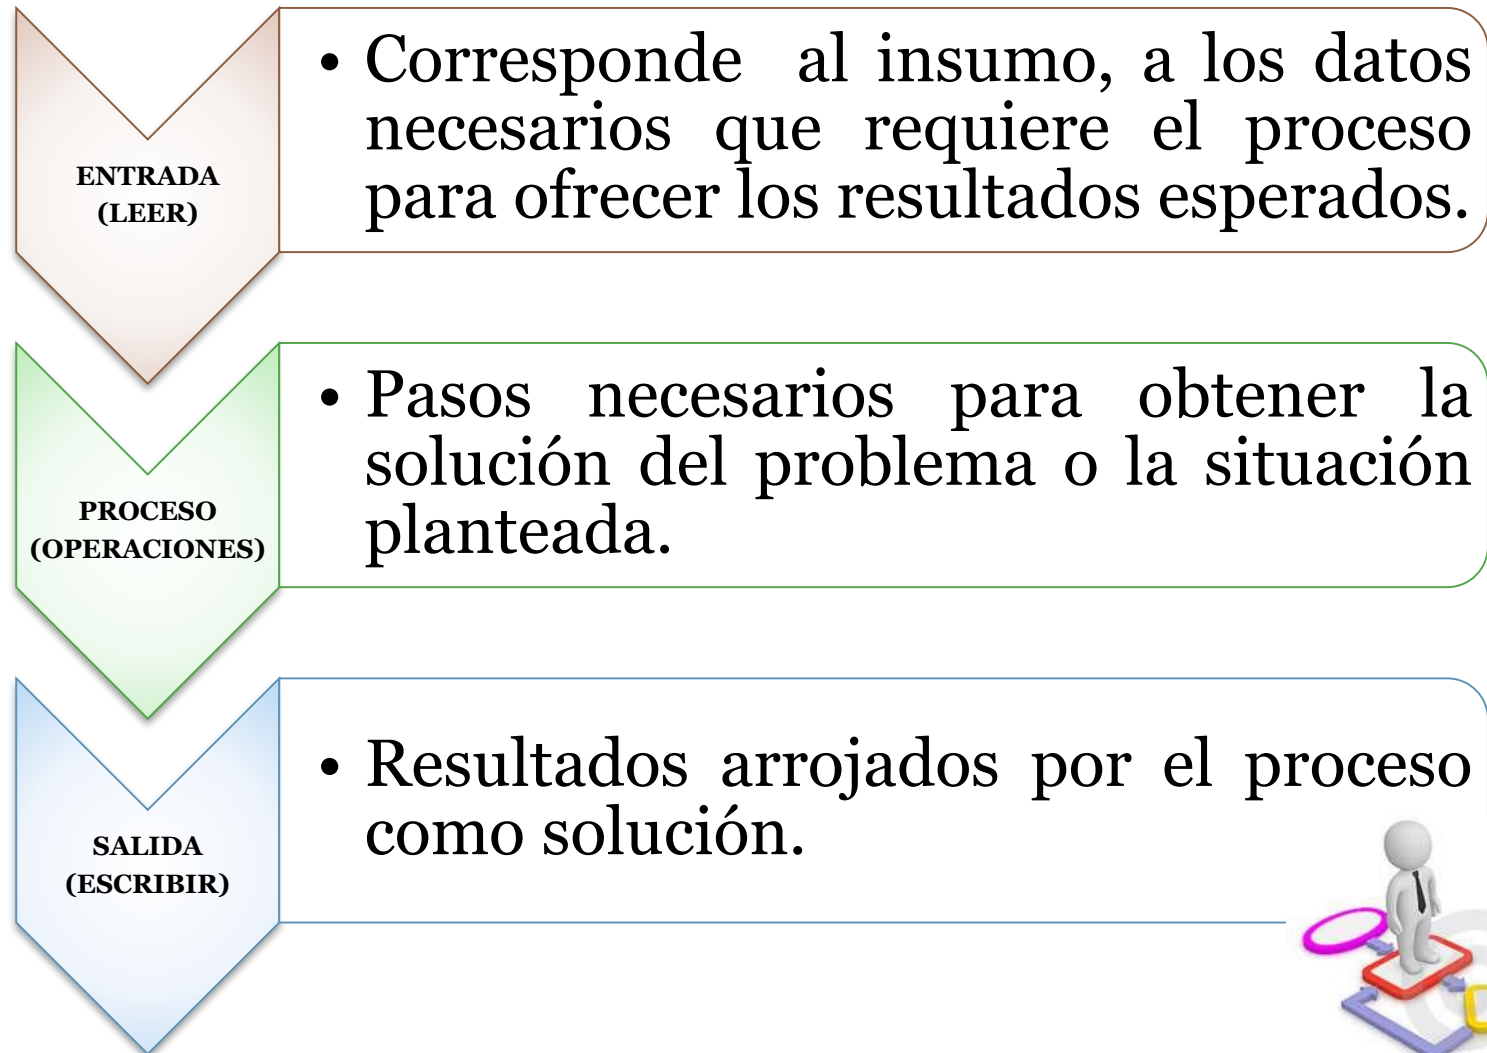 ENTRADA
(LEER)
• Corresponde al insumo, a los datos
necesarios que requiere el proceso
para ofrecer los resultados esperados.
PROCESO
(OPERACIONES)
• Pasos necesarios para obtener la
solución del problema o la situación
planteada.
SALIDA
(ESCRIBIR)
• Resultados arrojados por el proceso
como solución.